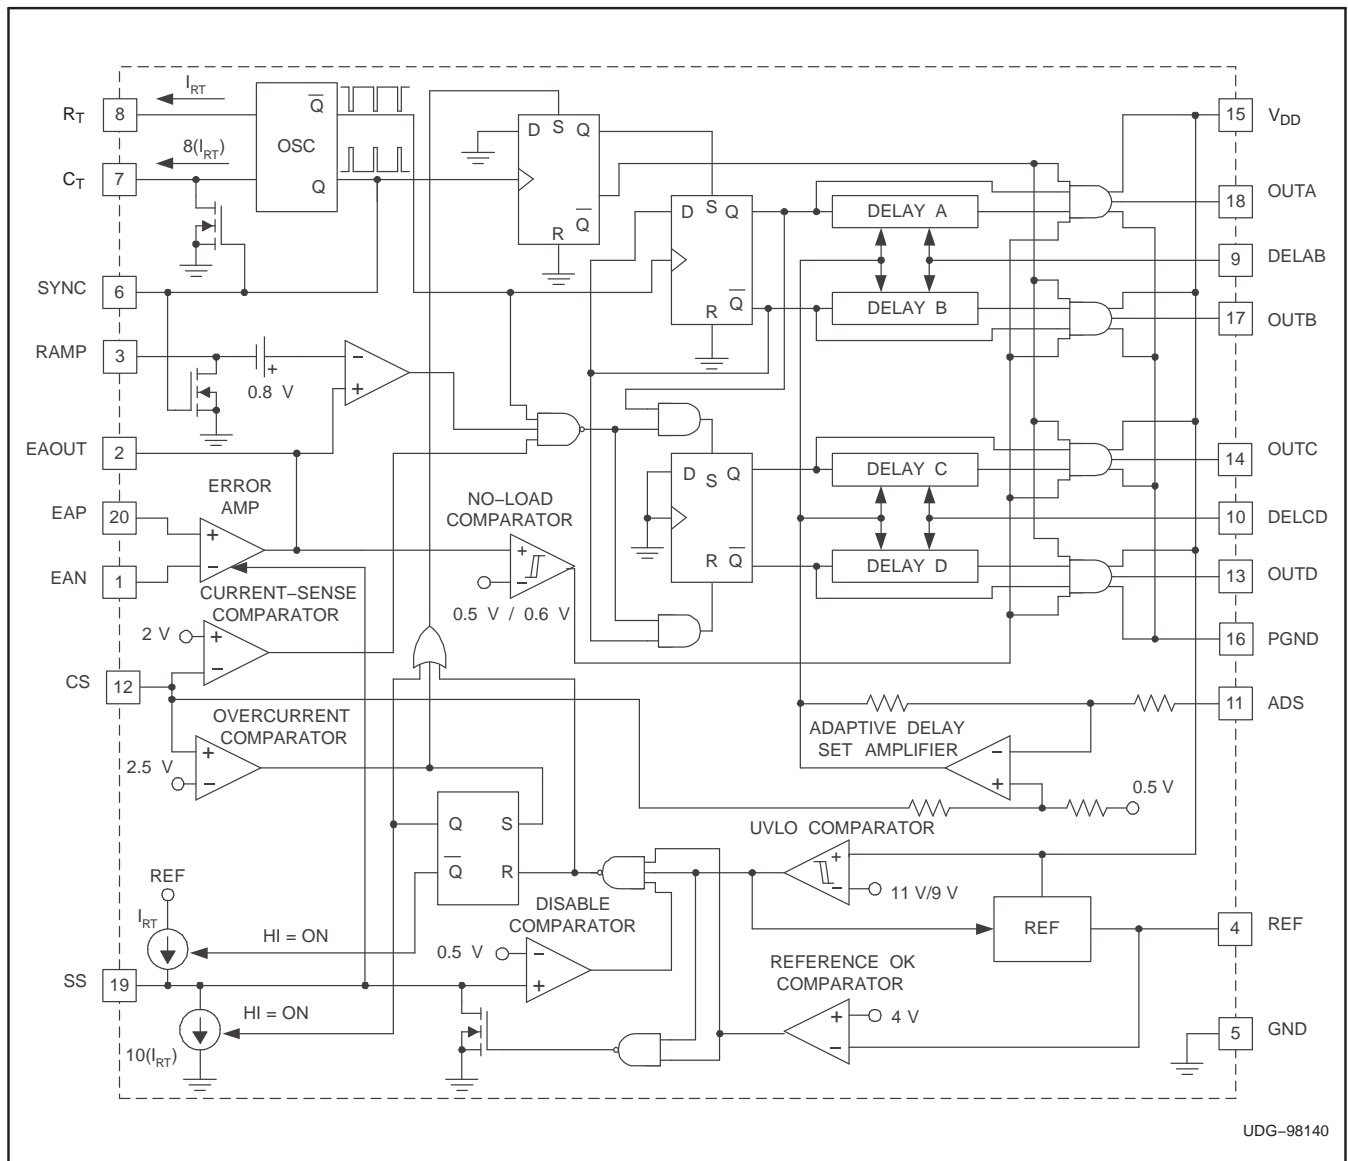 I_RT
R_T 8
Q̅
OSC
D S Q
15 V_DD
8(I_RT)
C_T 7
Q
Q̅
R
D S Q
DELAY A
18 OUTA
9 DELAB
SYNC 6
Q̅
R
DELAY B
17 OUTB
RAMP 3
−
+
+
0.8 V
EAOUT 2
14 OUTC
ERROR
AMP
NO−LOAD
COMPARATOR
D S Q
DELAY C
EAP 20
+
10 DELCD
EAN 1
−
+
−
R Q̅
DELAY D
13 OUTD
CURRENT−SENSE
COMPARATOR
0.5 V / 0.6 V
2 V
+
−
16 PGND
CS 12
11 ADS
OVERCURRENT
COMPARATOR
ADAPTIVE DELAY
SET AMPLIFIER
−
+
2.5 V
+
−
0.5 V
Q S
UVLO COMPARATOR
Q̅
R
+
−
11 V/9 V
REF
I_RT
DISABLE
COMPARATOR
HI = ON
0.5 V
−
+
REF
4 REF
SS 19
REFERENCE OK
COMPARATOR
HI = ON
+
−
4 V
5 GND
10(I_RT)
UDG−98140